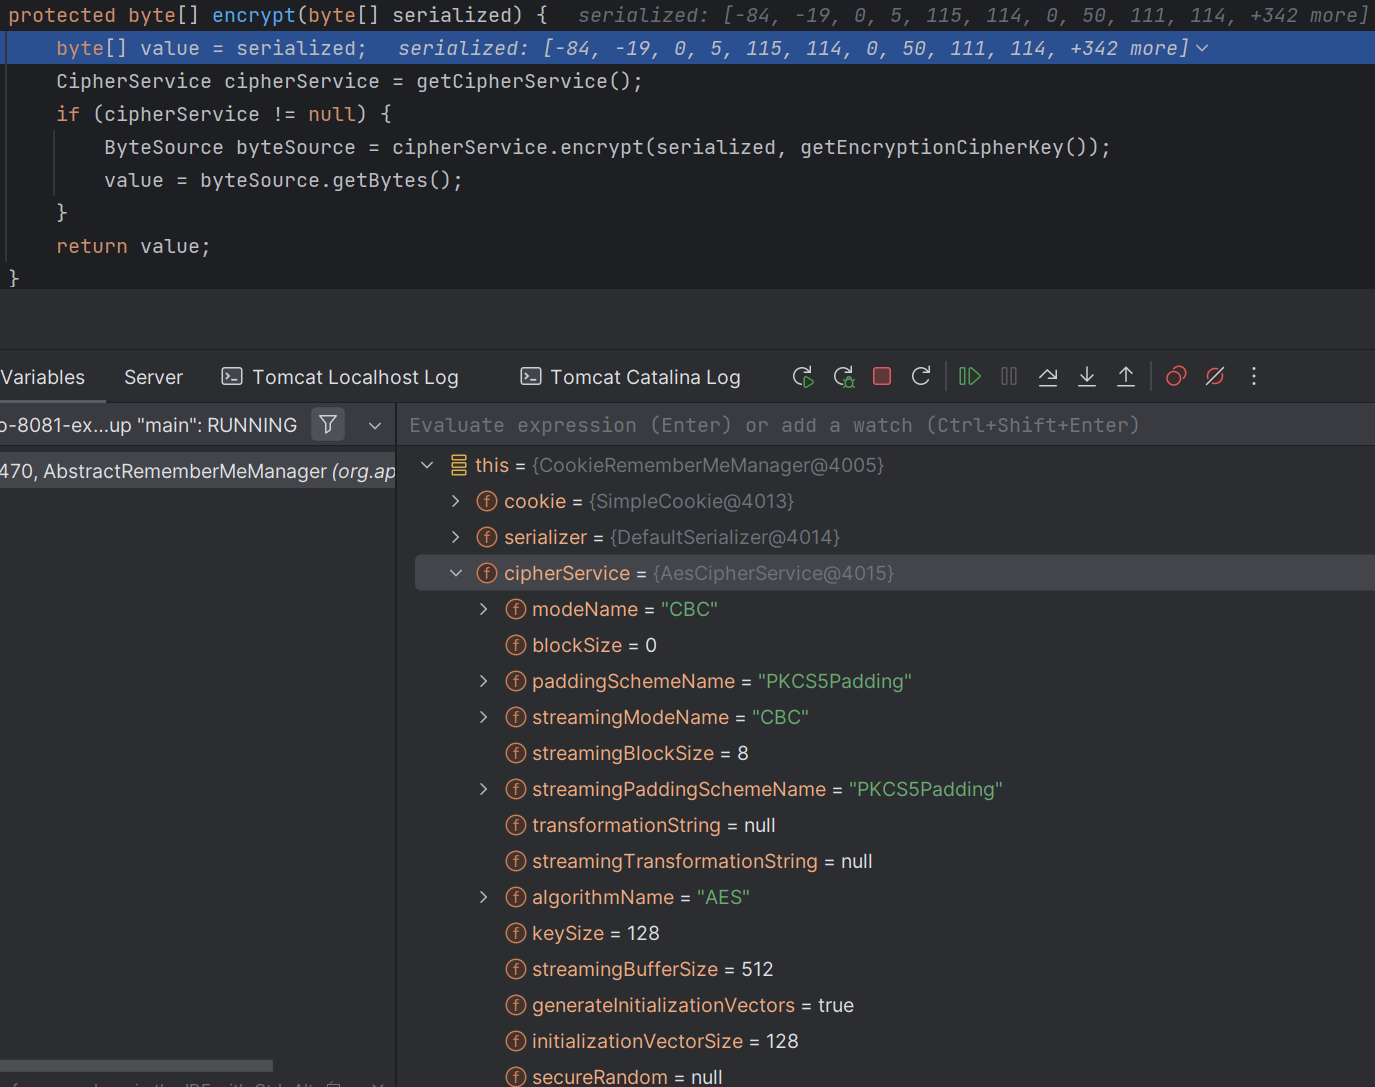 protected byte[] encrypt(byte[] serialized) {   serialized: [-84, -19, 0, 5, 115, 114, 0, 50, 111, 114, +342 more]
byte[] value = serialized;   serialized: [-84, -19, 0, 5, 115, 114, 0, 50, 111, 114, +342 more]
CipherService cipherService = getCipherService();
if (cipherService != null) {
ByteSource byteSource = cipherService.encrypt(serialized, getEncryptionCipherKey());
value = byteSource.getBytes();
}
return value;
}
Variables   Server   Tomcat Localhost Log   Tomcat Catalina Log
o-8081-ex...up "main": RUNNING
Evaluate expression (Enter) or add a watch (Ctrl+Shift+Enter)
470, AbstractRememberMeManager (org.ap
this = {CookieRememberMeManager@4005}
cookie = {SimpleCookie@4013}
serializer = {DefaultSerializer@4014}
cipherService = {AesCipherService@4015}
modeName = "CBC"
blockSize = 0
paddingSchemeName = "PKCS5Padding"
streamingModeName = "CBC"
streamingBlockSize = 8
streamingPaddingSchemeName = "PKCS5Padding"
transformationString = null
streamingTransformationString = null
algorithmName = "AES"
keySize = 128
streamingBufferSize = 512
generateInitializationVectors = true
initializationVectorSize = 128
secureRandom = null